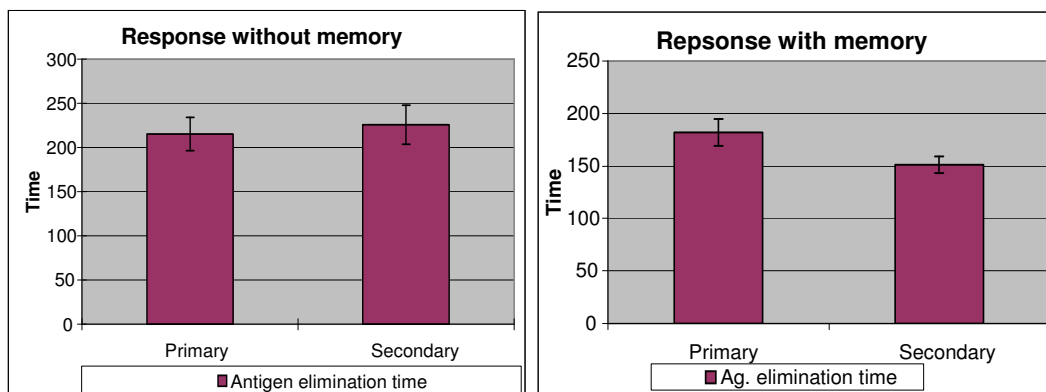 Response without memory
300
250
200
150
100
50
0
Time
Primary Secondary
Antigen elimination time
Repsonse with memory
250
200
150
100
50
0
Time
Primary Secondary
Ag. elimination time